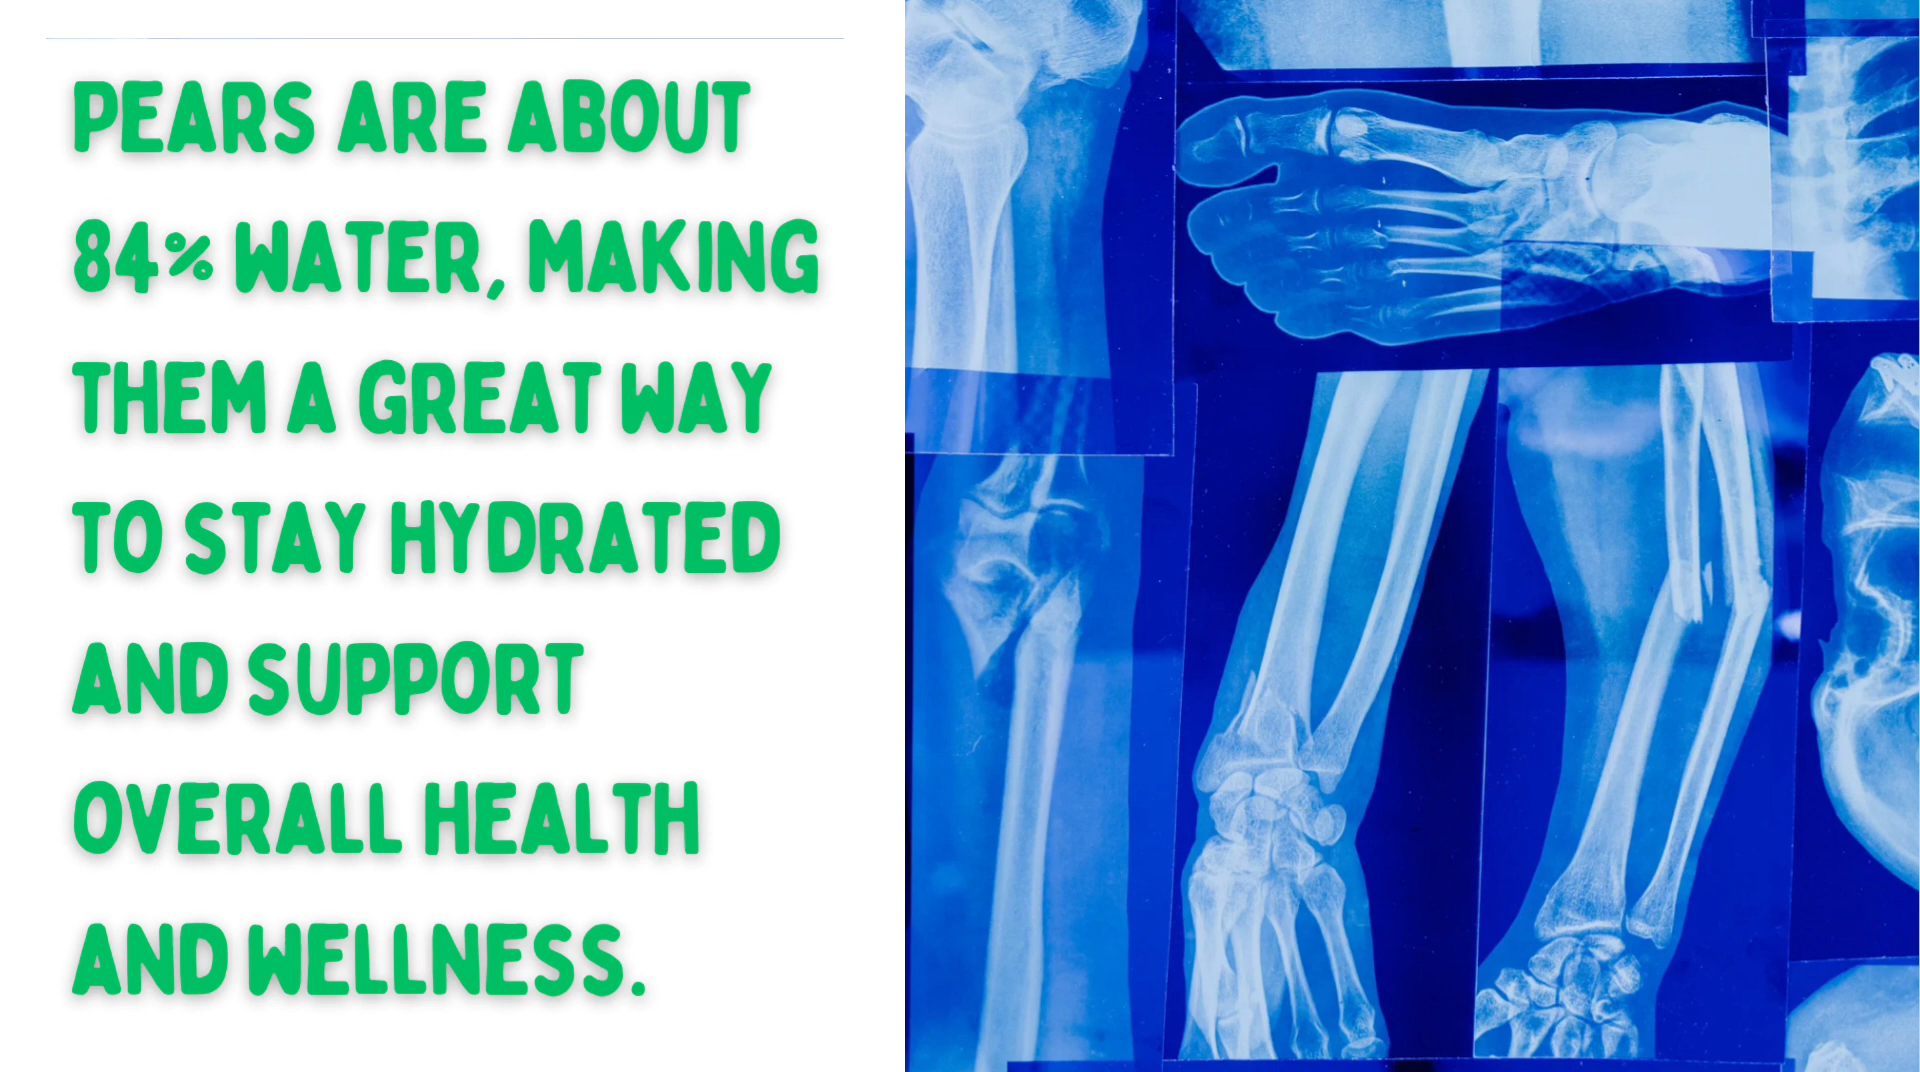 PEARS ARE ABOUT
84% WATER, MAKING
THEM A GREAT WAY
TO STAY HYDRATED
AND SUPPORT
OVERALL HEALTH
AND WELLNESS.